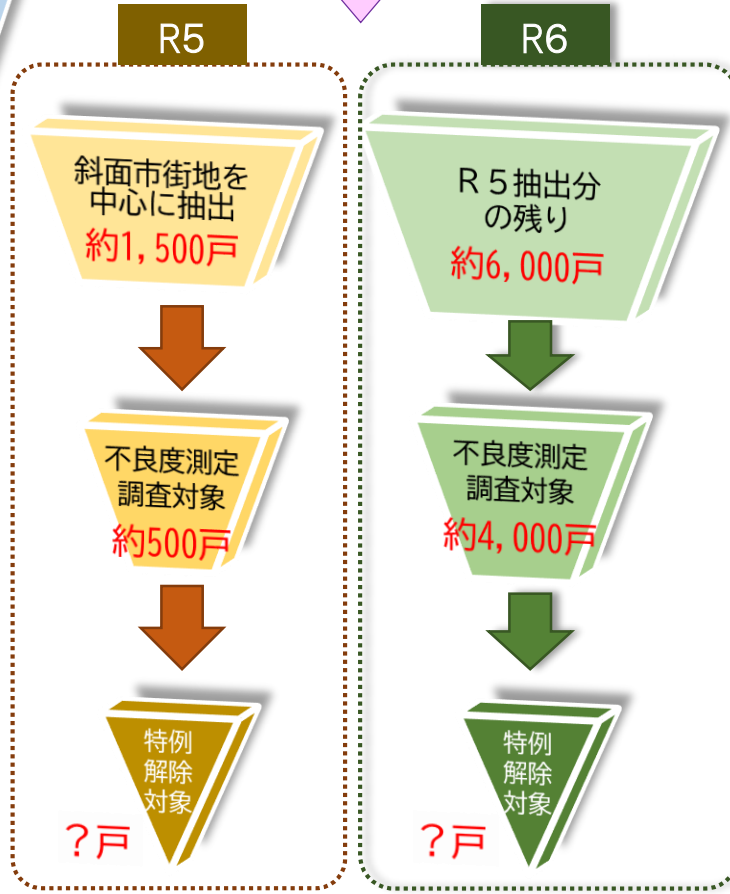 R5
斜面市街地を
中心に抽出
約1,500戸
不良度測定
調査対象
約500戸
特例
解除
対象
？戸
R6
Ｒ５抽出分
の残り
約6,000戸
不良度測定
調査対象
約4,000戸
特例
解除
対象
？戸